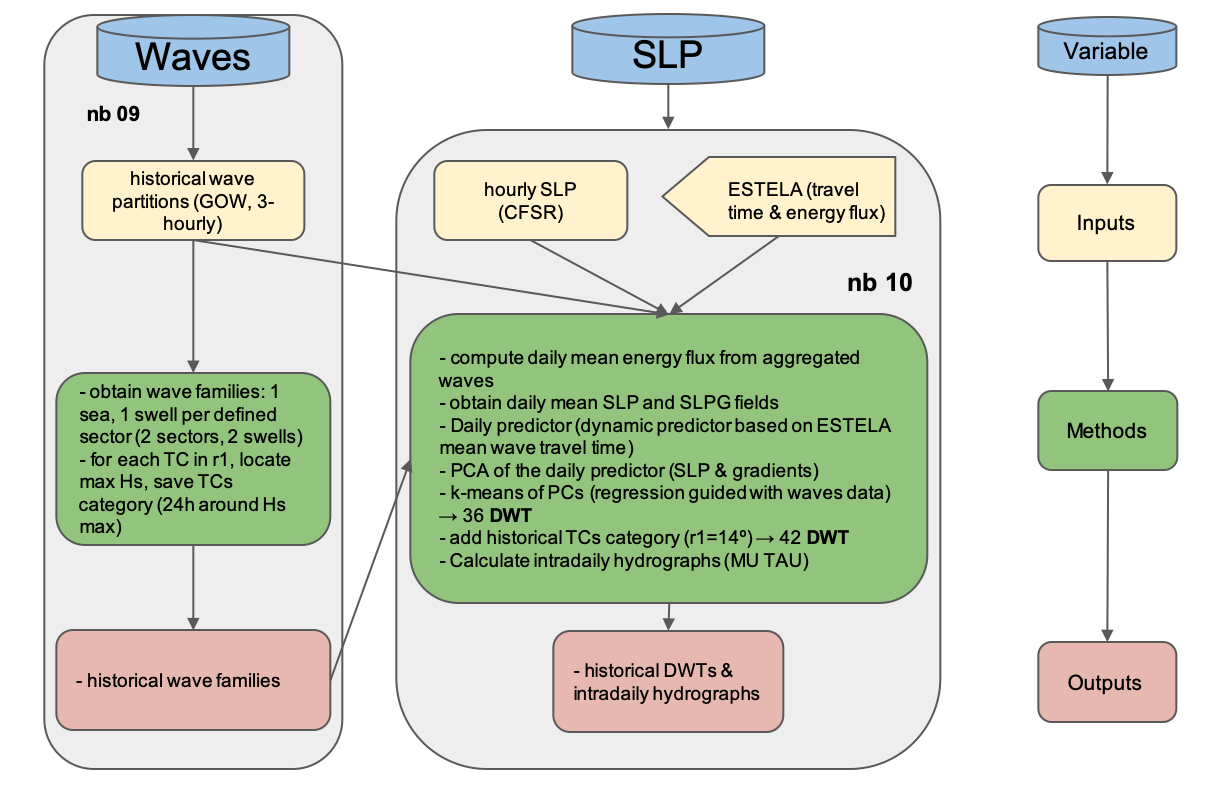 Waves
nb 09
historical wave
partitions (GOW, 3-
hourly)
- obtain wave families: 1
sea, 1 swell per defined
sector (2 sectors, 2 swells)
- for each TC in r1, locate
max Hs, save TCs
category (24h around Hs
max)
- historical wave families
SLP
hourly SLP
(CFSR)
ESTELA (travel
time & energy flux)
nb 10
- compute daily mean energy flux from aggregated
waves
- obtain daily mean SLP and SLPG fields
- Daily predictor (dynamic predictor based on ESTELA
mean wave travel time)
- PCA of the daily predictor (SLP & gradients)
- k-means of PCs (regression guided with waves data)
→ 36 DWT
- add historical TCs category (r1=14º) → 42 DWT
- Calculate intradaily hydrographs (MU TAU)
- historical DWTs &
intradaily hydrographs
Variable
Inputs
Methods
Outputs